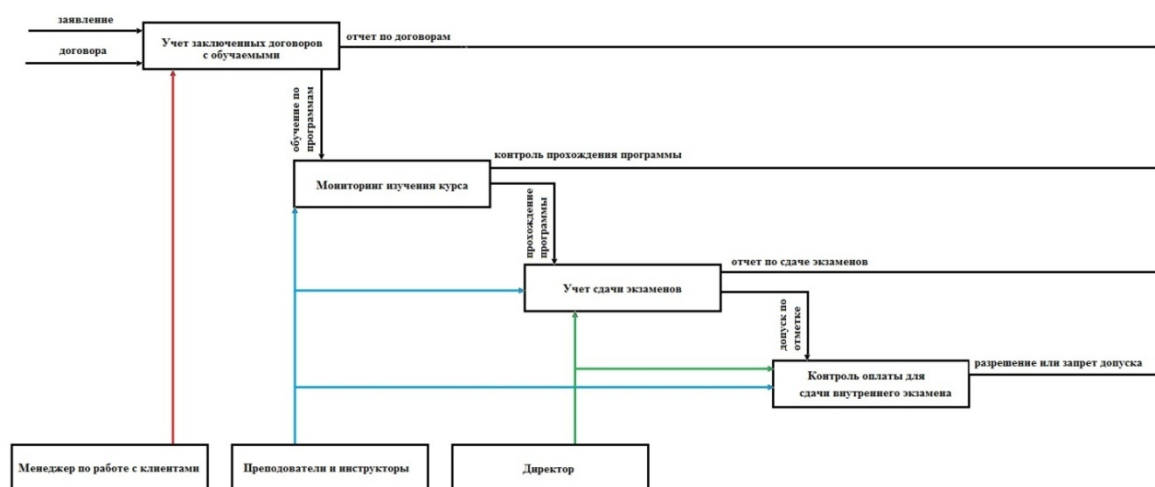 заявление
договора
Учет заключенных договоров
с обучаемыми
отчет по договорам
обучение по
программам
контроль прохождения программы
Мониторинг изучения курса
прохождение
программы
отчет по сдаче экзаменов
Учет сдачи экзаменов
допуск по
отметке
разрешение или запрет допуска
Контроль оплаты для
сдачи внутреннего экзамена
Менеджер по работе с клиентами
Преподователи и инструкторы
Директор